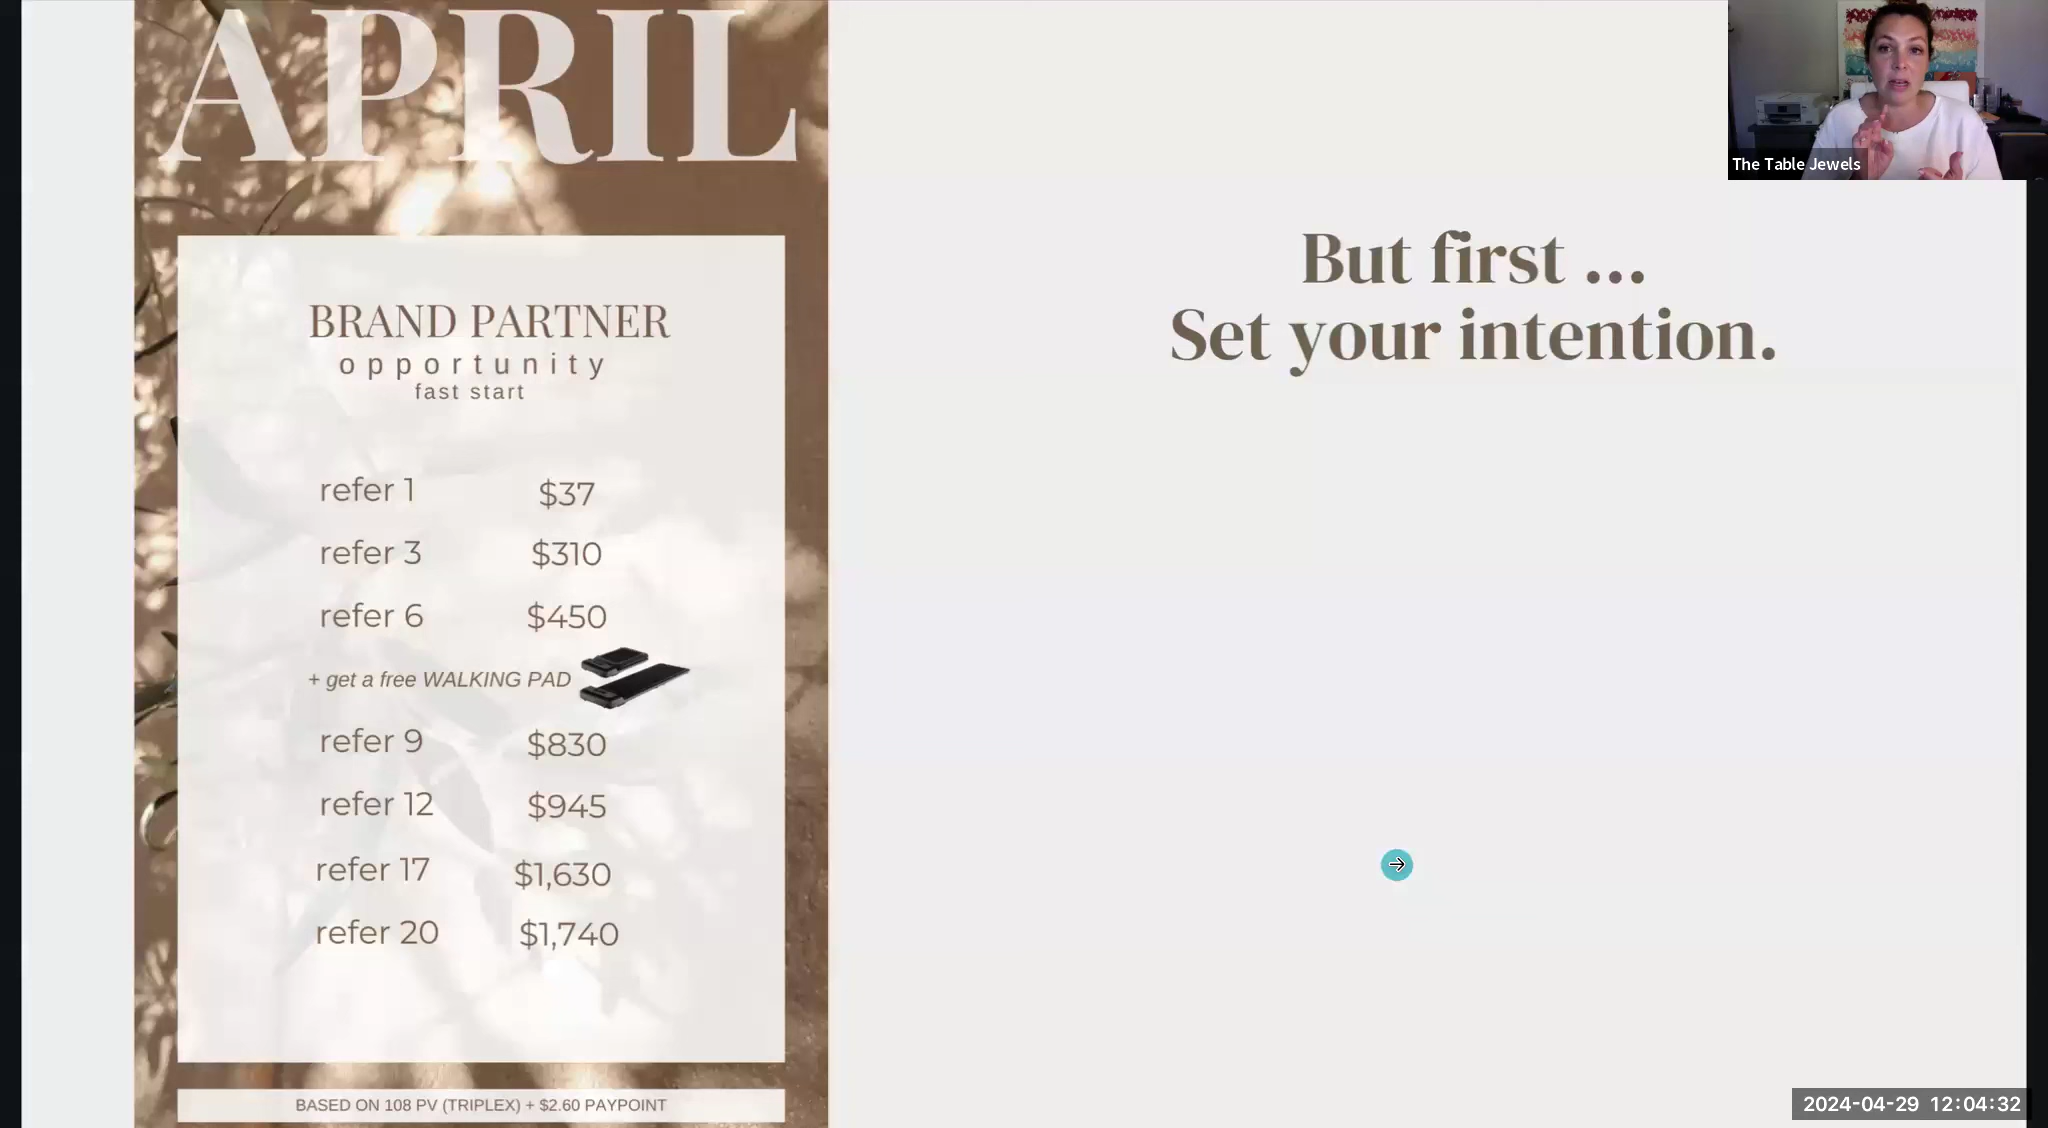 APRIL
BRAND PARTNER
opportunity
fast start
refer 1 $37
refer 3 $310
refer 6 $450
+ get a free WALKING PAD
refer 9 $830
refer 12 $945
refer 17 $1,630
refer 20 $1,740
BASED ON 108 PV (TRIPLEX) + $2.60 PAYPOINT
But first ...
Set your intention.
The Table Jewels
2024-04-29 12:04:32